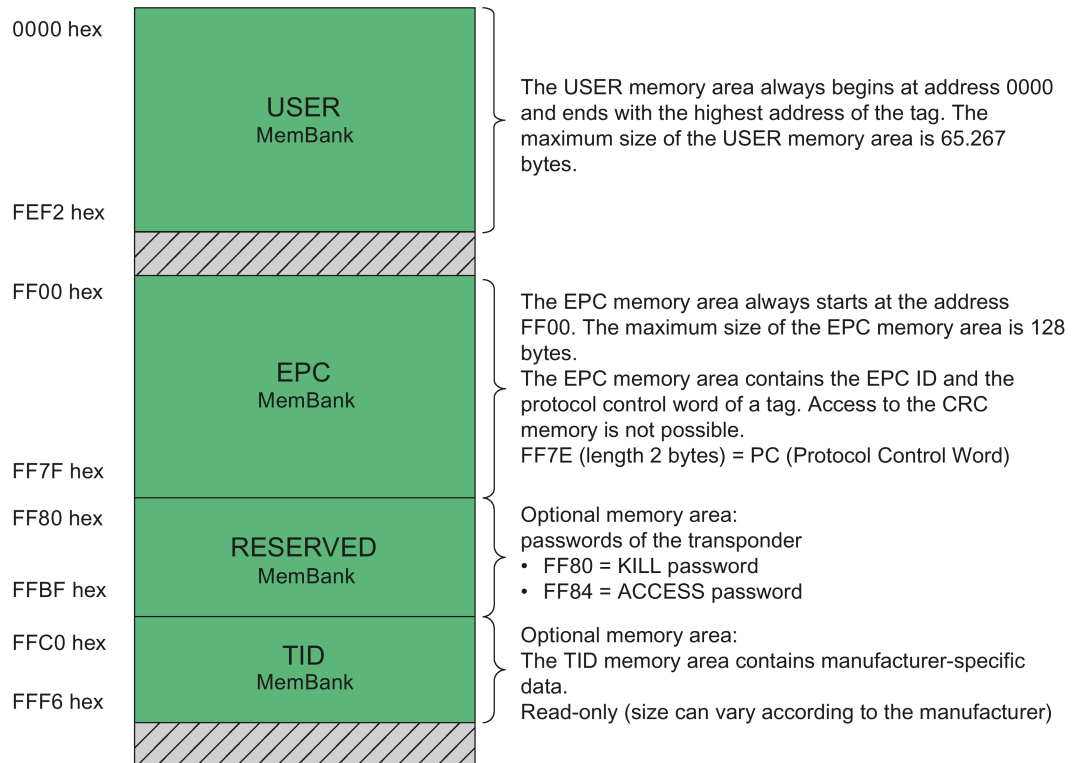 0000 hex
USER
MemBank
FEF2 hex
The USER memory area always begins at address 0000
and ends with the highest address of the tag. The
maximum size of the USER memory area is 65.267
bytes.
FF00 hex
EPC
MemBank
FF7F hex
The EPC memory area always starts at the address
FF00. The maximum size of the EPC memory area is 128
bytes.
The EPC memory area contains the EPC ID and the
protocol control word of a tag. Access to the CRC
memory is not possible.
FF7E (length 2 bytes) = PC (Protocol Control Word)
FF80 hex
RESERVED
MemBank
FFBF hex
Optional memory area:
passwords of the transponder
• FF80 = KILL password
• FF84 = ACCESS password
FFC0 hex
TID
MemBank
FFF6 hex
Optional memory area:
The TID memory area contains manufacturer-specific
data.
Read-only (size can vary according to the manufacturer)